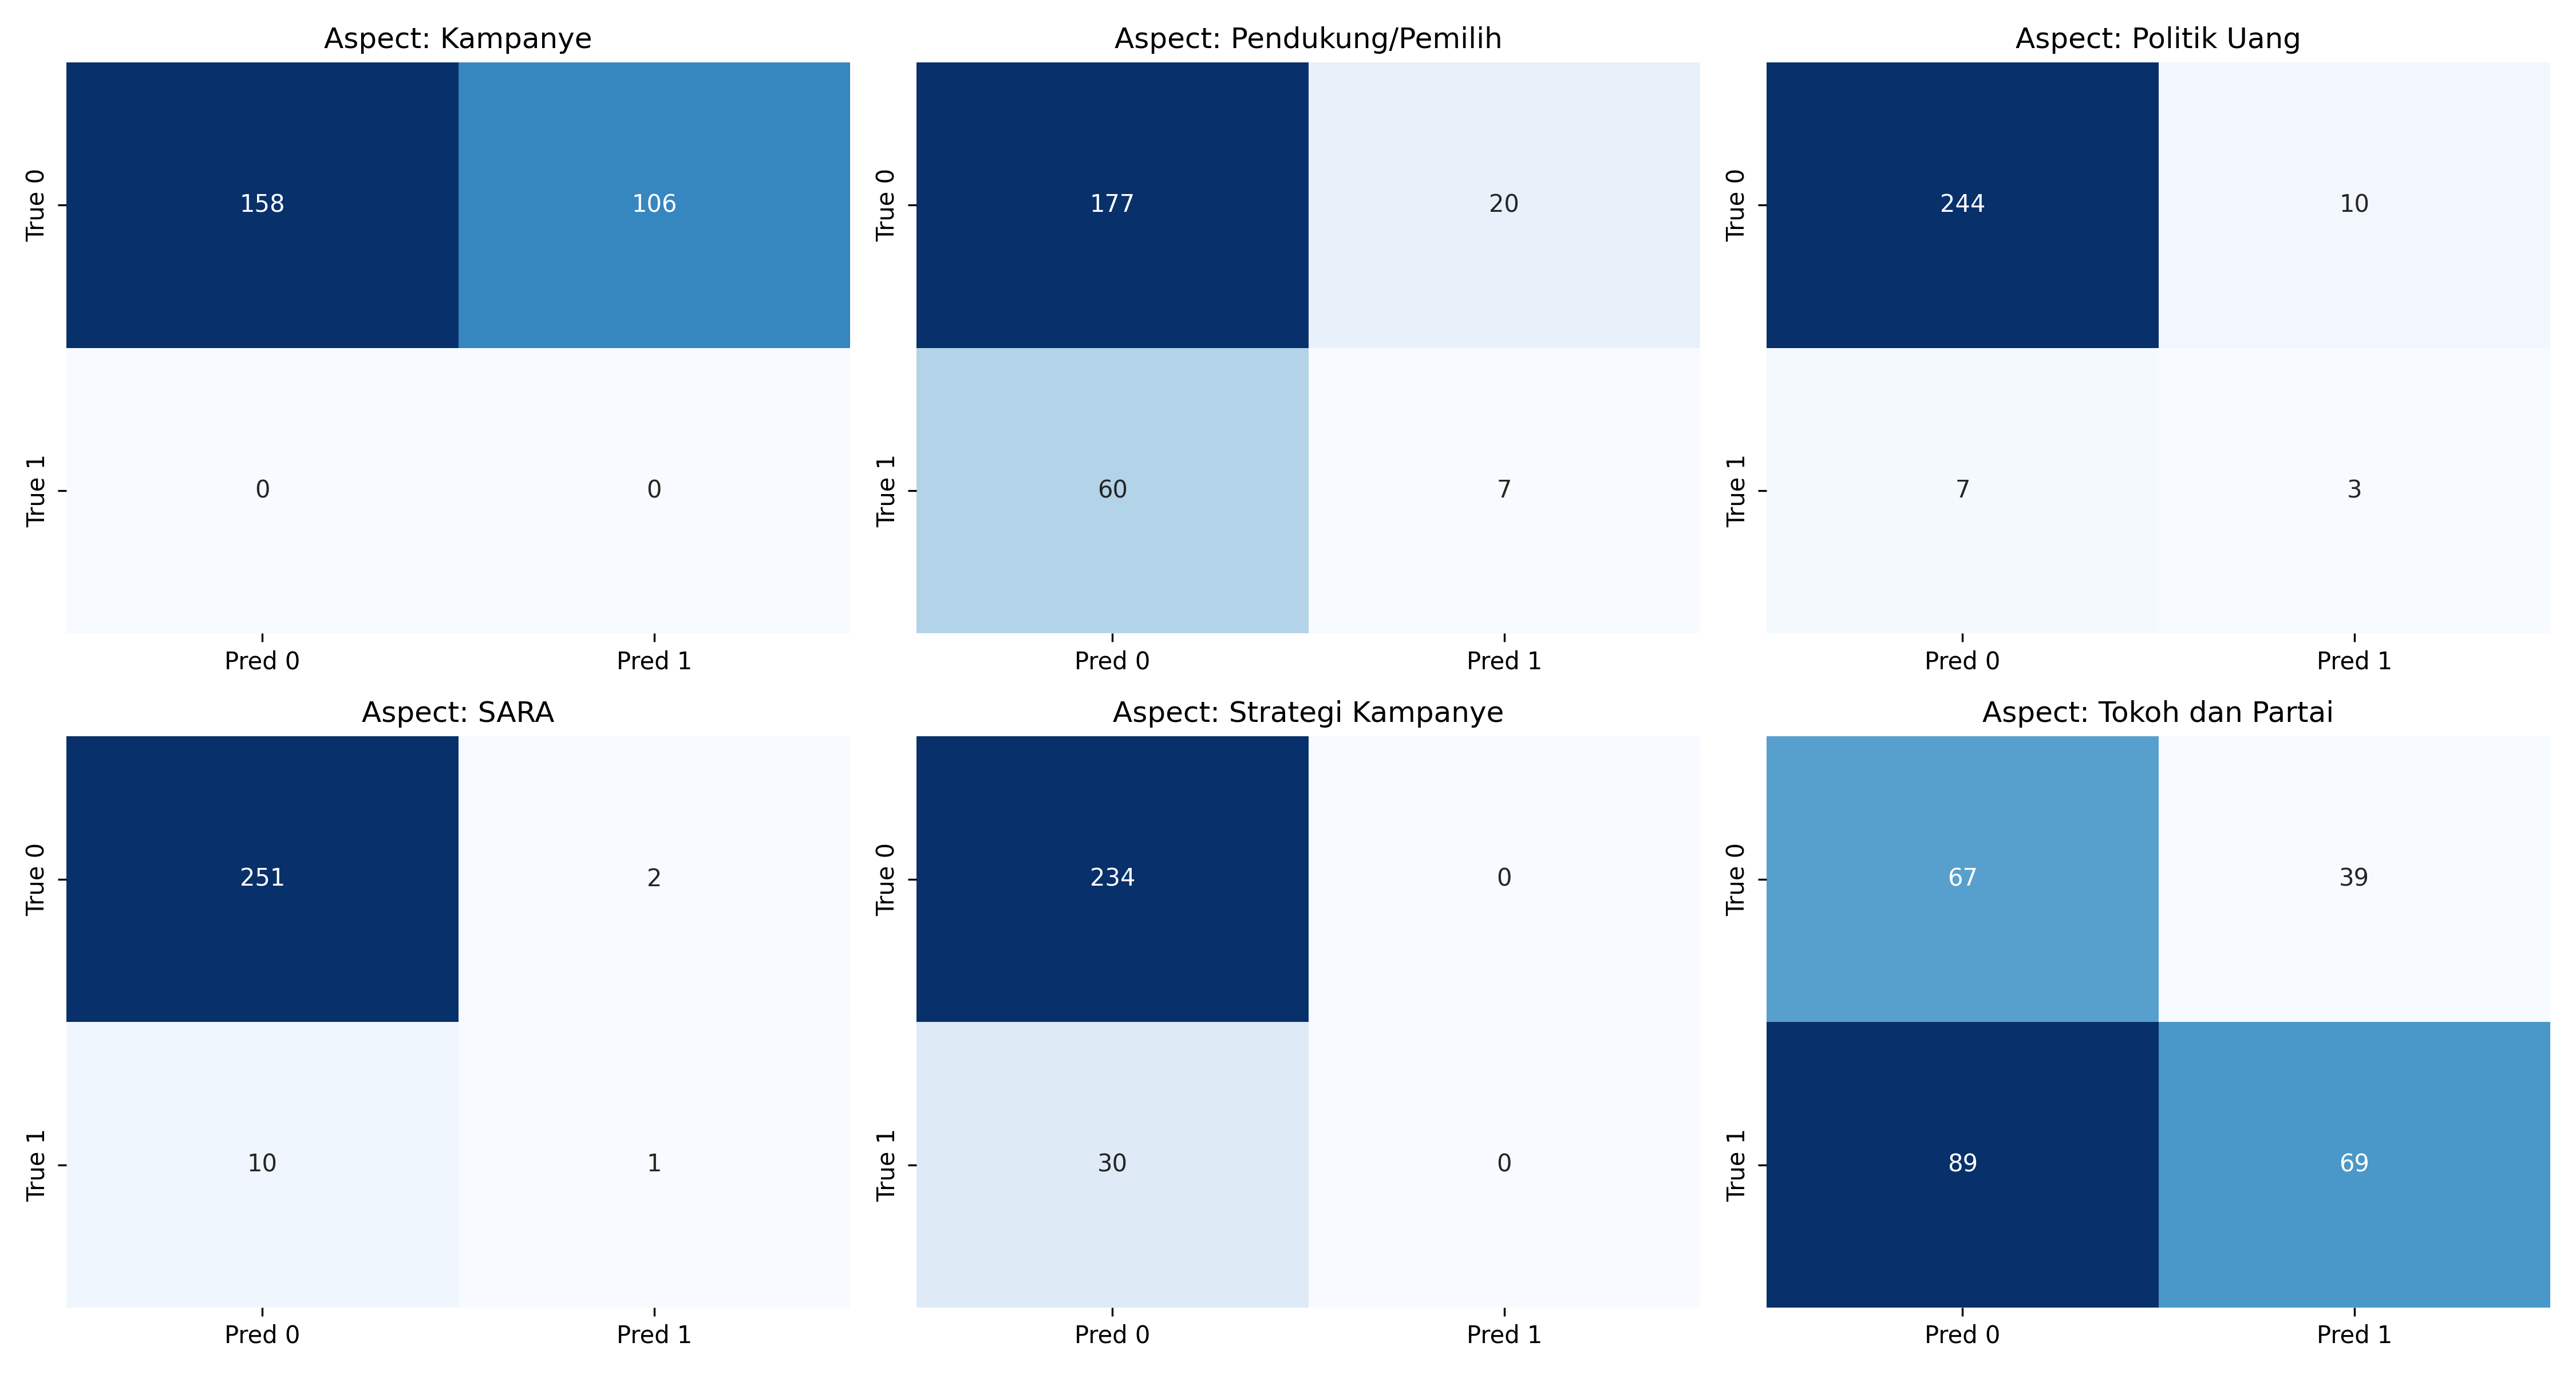 Aspect: Kampanye
True 0
158
106
True 1
0
0
Pred 0
Pred 1
Aspect: Pendukung/Pemilih
True 0
177
20
True 1
60
7
Pred 0
Pred 1
Aspect: Politik Uang
True 0
244
10
True 1
7
3
Pred 0
Pred 1
Aspect: SARA
True 0
251
2
True 1
10
1
Pred 0
Pred 1
Aspect: Strategi Kampanye
True 0
234
0
True 1
30
0
Pred 0
Pred 1
Aspect: Tokoh dan Partai
True 0
67
39
True 1
89
69
Pred 0
Pred 1